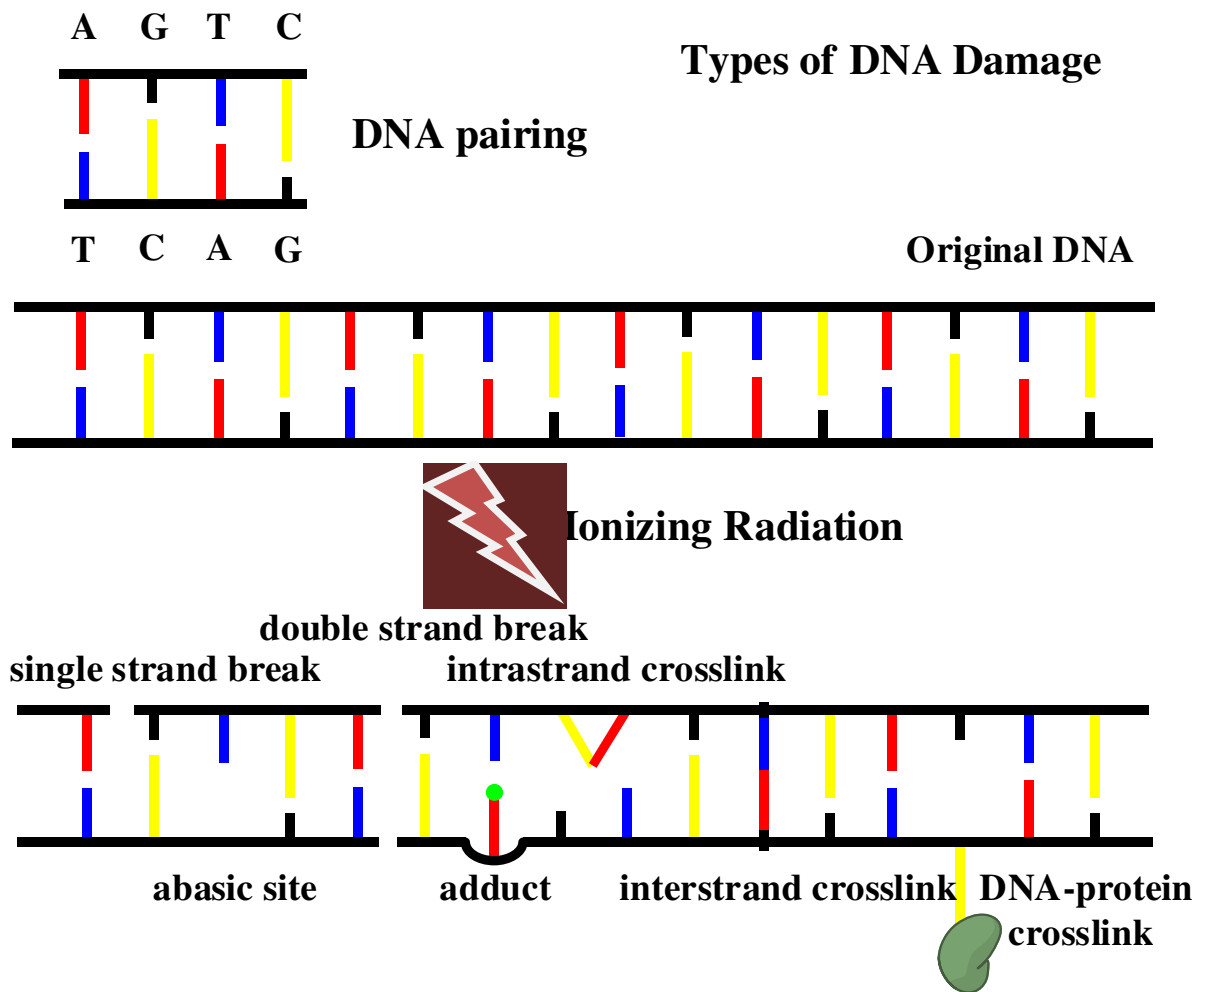 A G T C
Types of DNA Damage
DNA pairing
T C A G
Original DNA
Ionizing Radiation
double strand break
single strand break
intrastrand crosslink
abasic site
adduct
interstrand crosslink
DNA-protein
crosslink